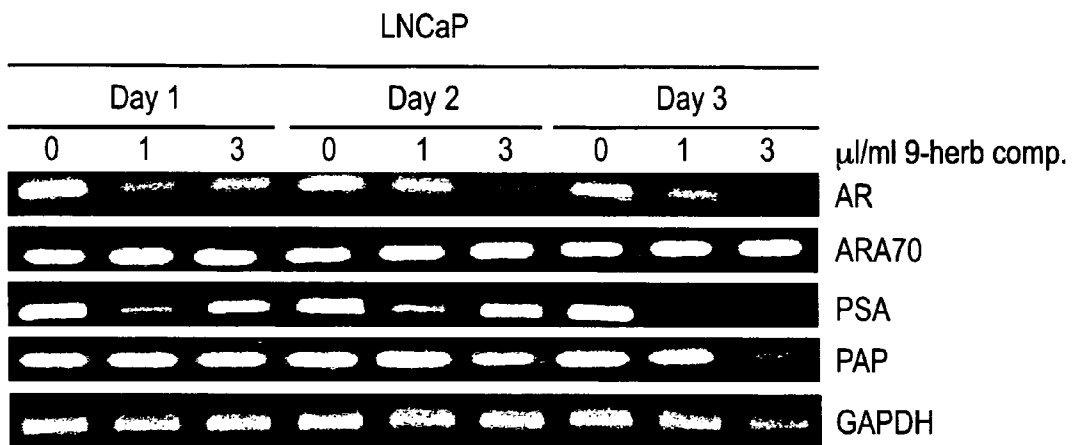 LNCaP
Day 1 Day 2 Day 3
0 1 3 0 1 3 0 1 3 μl/ml 9-herb comp.
AR
ARA70
PSA
PAP
GAPDH